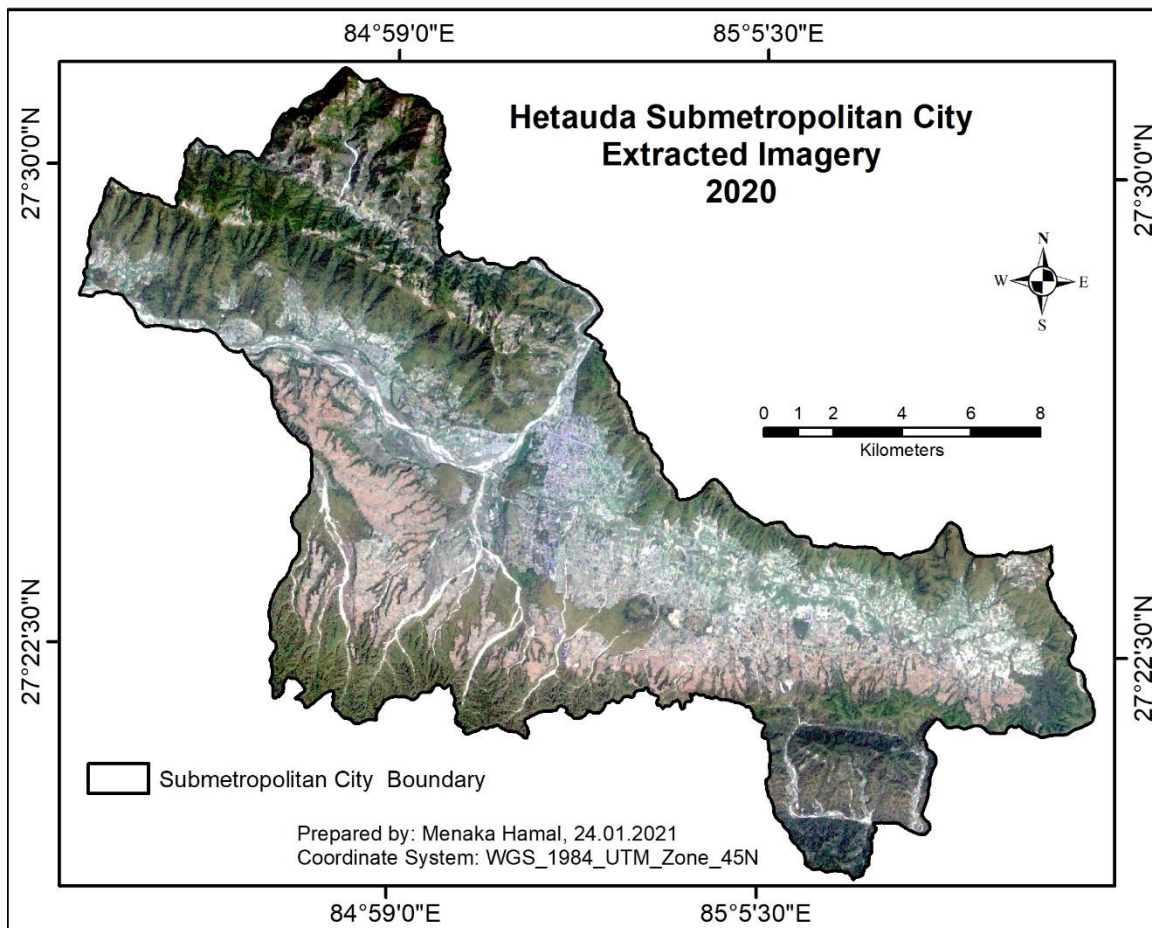 84°59'0"E
85°5'30"E
Hetauda Submetropolitan City
Extracted Imagery
2020
27°30'0"N
27°30'0"N
N
W E
S
0 1 2 4 6 8
Kilometers
27°22'30"N
27°22'30"N
Submetropolitan City Boundary
Prepared by: Menaka Hamal, 24.01.2021
Coordinate System: WGS_1984_UTM_Zone_45N
84°59'0"E
85°5'30"E